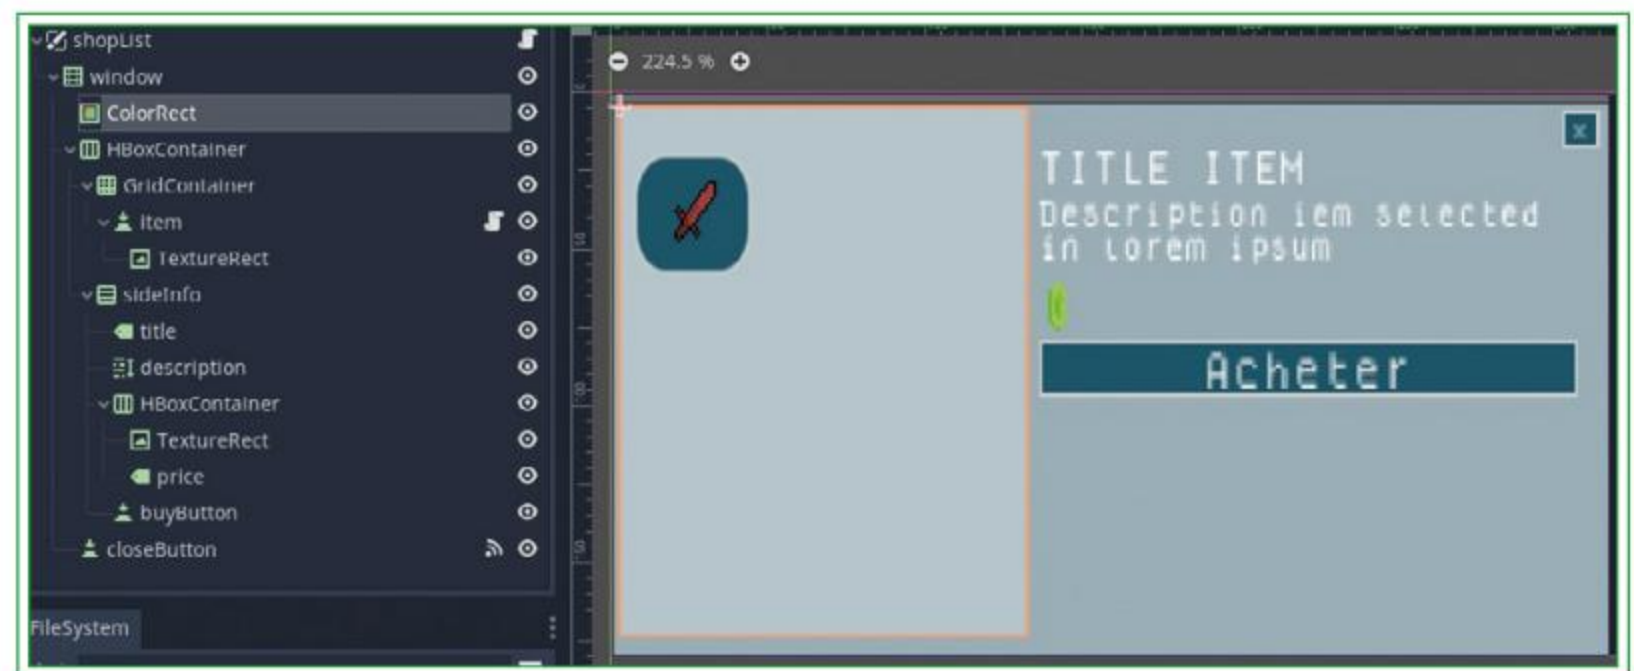 shopList
window
ColorRect
HBoxContainer
GridContainer
item
TextureRect
sideInfo
title
description
HBoxContainer
TextureRect
price
buyButton
closeButton
FileSystem
224.5 %
x
TITLE ITEM
Description iem selected
in lorem ipsum
Acheter